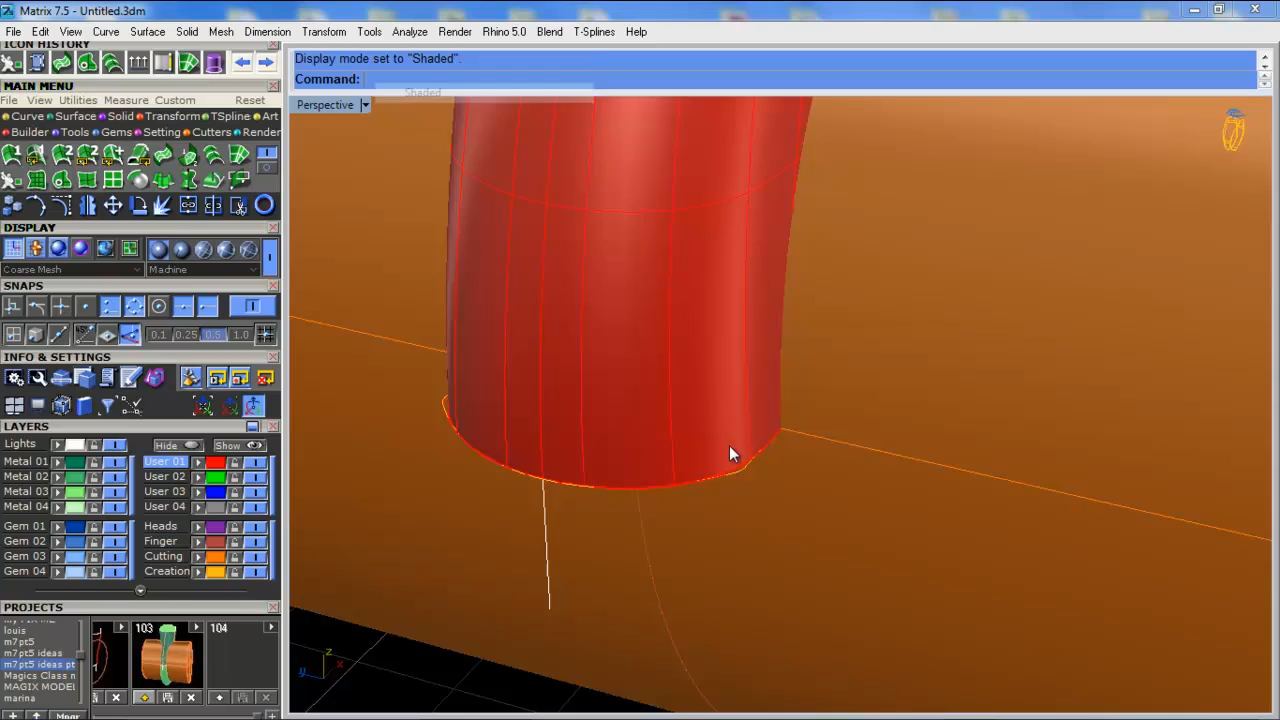 Matrix 7.5 - Untitled.3dm
File Edit View Curve Surface Solid Mesh Dimension Transform Tools Analyze Render Rhino 5.0 Blend T-Splines Help
ICON HISTORY
Display mode set to "Shaded".
Command:
Shaded
Perspective
MAIN MENU
File View Utilities Measure Custom Reset
Curve Surface Solid Transform TSpline Art
Builder Tools Gems Setting Cutters Render
DISPLAY
Coarse Mesh Machine
SNAPS
0.1 0.25 0.5 1.0
INFO & SETTINGS
LAYERS
Lights Hide Show
Metal 01 User 01
Metal 02 User 02
Metal 03 User 03
Metal 04 User 04
Gem 01 Heads
Gem 02 Finger
Gem 03 Cutting
Gem 04 Creation
PROJECTS
louis
m7pt5
m7pt5 ideas
m7pt5 ideas pt
Magics Class n
MAGIX MODEL
marina
103 104
Mngr
z
y x